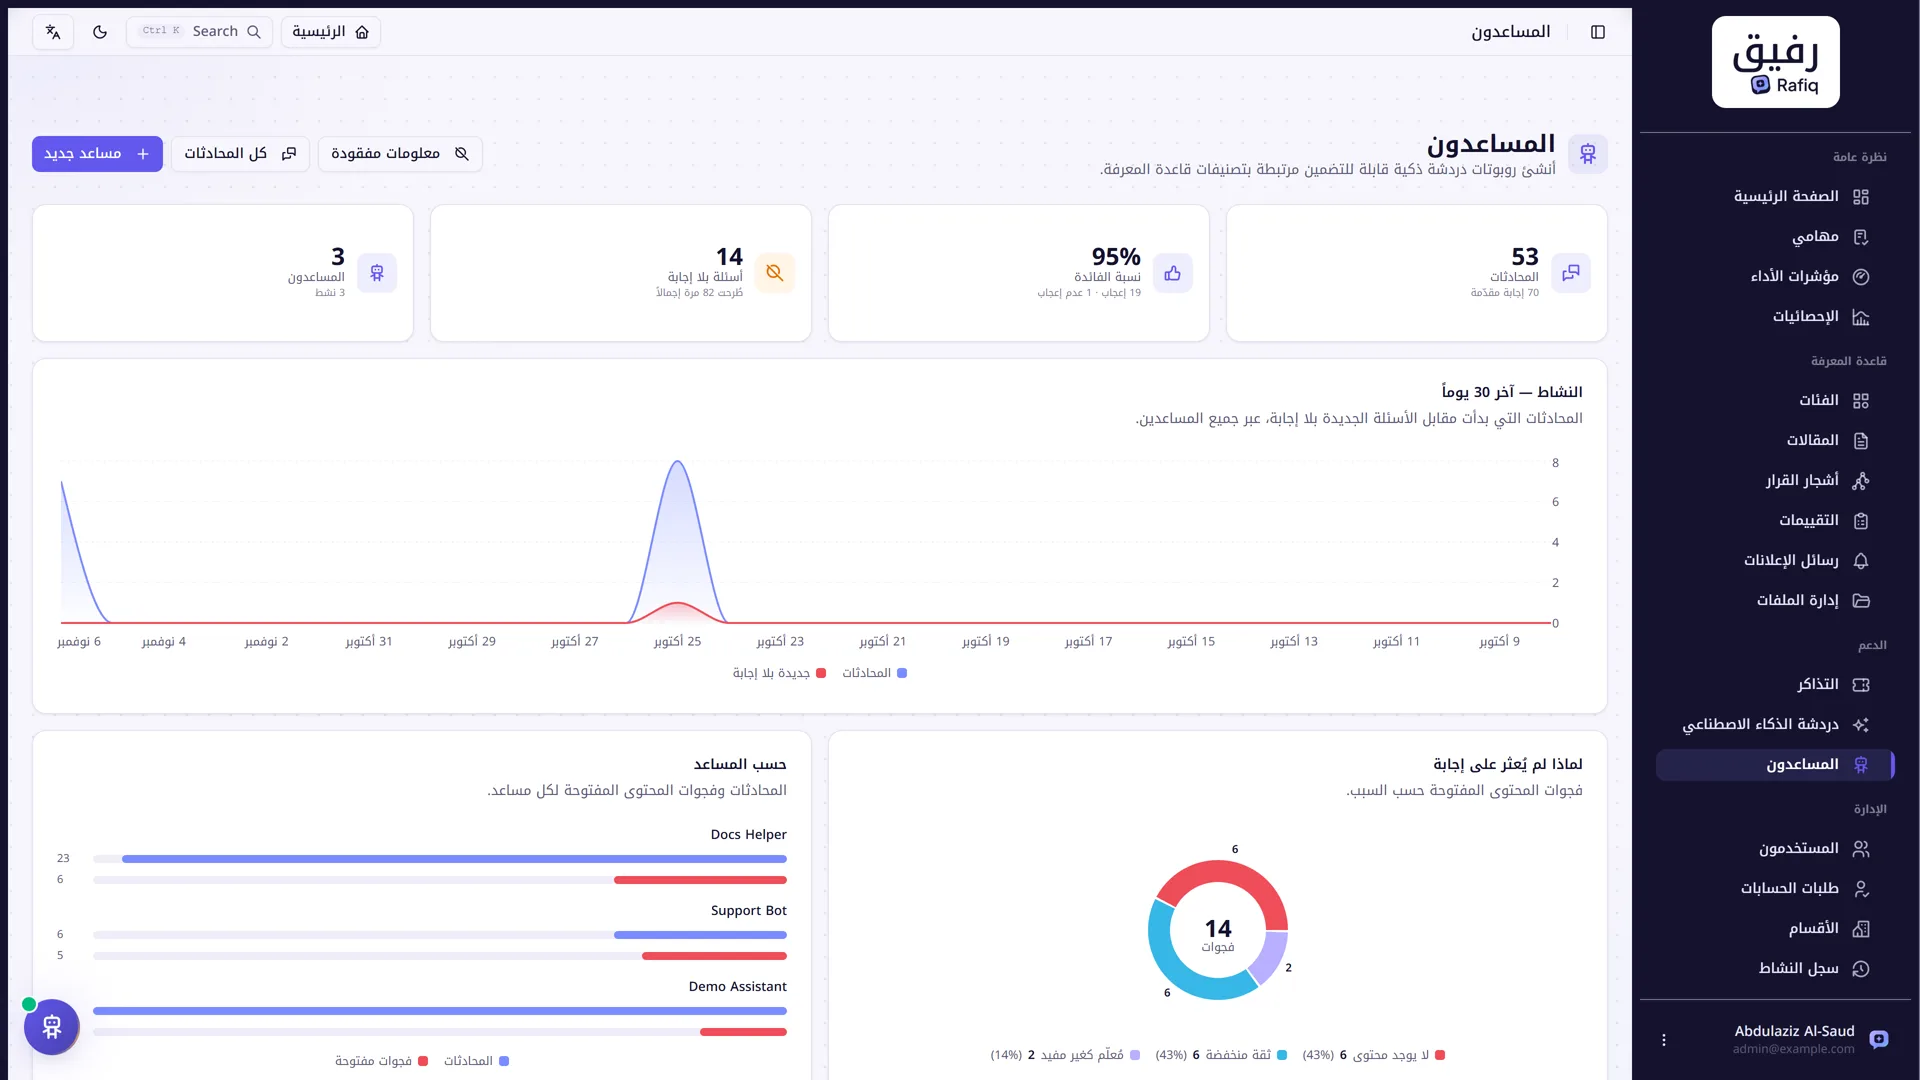 رفيق
Rafiq
نظرة عامة
الصفحة الرئيسية
مهامي
مؤشرات الأداء
الإحصائيات
قاعدة المعرفة
الفئات
المقالات
أشجار القرار
التقييمات
رسائل الإعلانات
إدارة الملفات
الدعم
التذاكر
دردشة الذكاء الاصطناعي
المساعدون
الإدارة
المستخدمون
طلبات الحسابات
الأقسام
سجل النشاط
Abdulaziz Al-Saud
admin@example.com
المساعدون
الرئيسية
Search Ctrl K
المساعدون
أنشئ روبوتات دردشة ذكية قابلة للتضمين مرتبطة بتصنيفات قاعدة المعرفة.
معلومات مفقودة
كل المحادثات
مساعد جديد
53
المحادثات
70 إجابة مقدّمة
95%
نسبة الفائدة
19 إعجاب · 1 عدم إعجاب
14
أسئلة بلا إجابة
طُرحت 82 مرة إجمالاً
3
المساعدون
3 نشط
النشاط — آخر 30 يوماً
المحادثات التي بدأت مقابل الأسئلة الجديدة بلا إجابة، عبر جميع المساعدين.
8
6
4
2
0
9 أكتوبر
11 أكتوبر
13 أكتوبر
15 أكتوبر
17 أكتوبر
19 أكتوبر
21 أكتوبر
23 أكتوبر
25 أكتوبر
27 أكتوبر
29 أكتوبر
31 أكتوبر
2 نوفمبر
4 نوفمبر
6 نوفمبر
المحادثات
جديدة بلا إجابة
لماذا لم يُعثر على إجابة
فجوات المحتوى المفتوحة حسب السبب.
6
2
6
14
فجوات
لا يوجد محتوى 6 (43%)
ثقة منخفضة 6 (43%)
مُعلّم كغير مفيد 2 (14%)
حسب المساعد
المحادثات وفجوات المحتوى المفتوحة لكل مساعد.
Docs Helper
23
6
Support Bot
6
5
Demo Assistant
المحادثات
فجوات مفتوحة